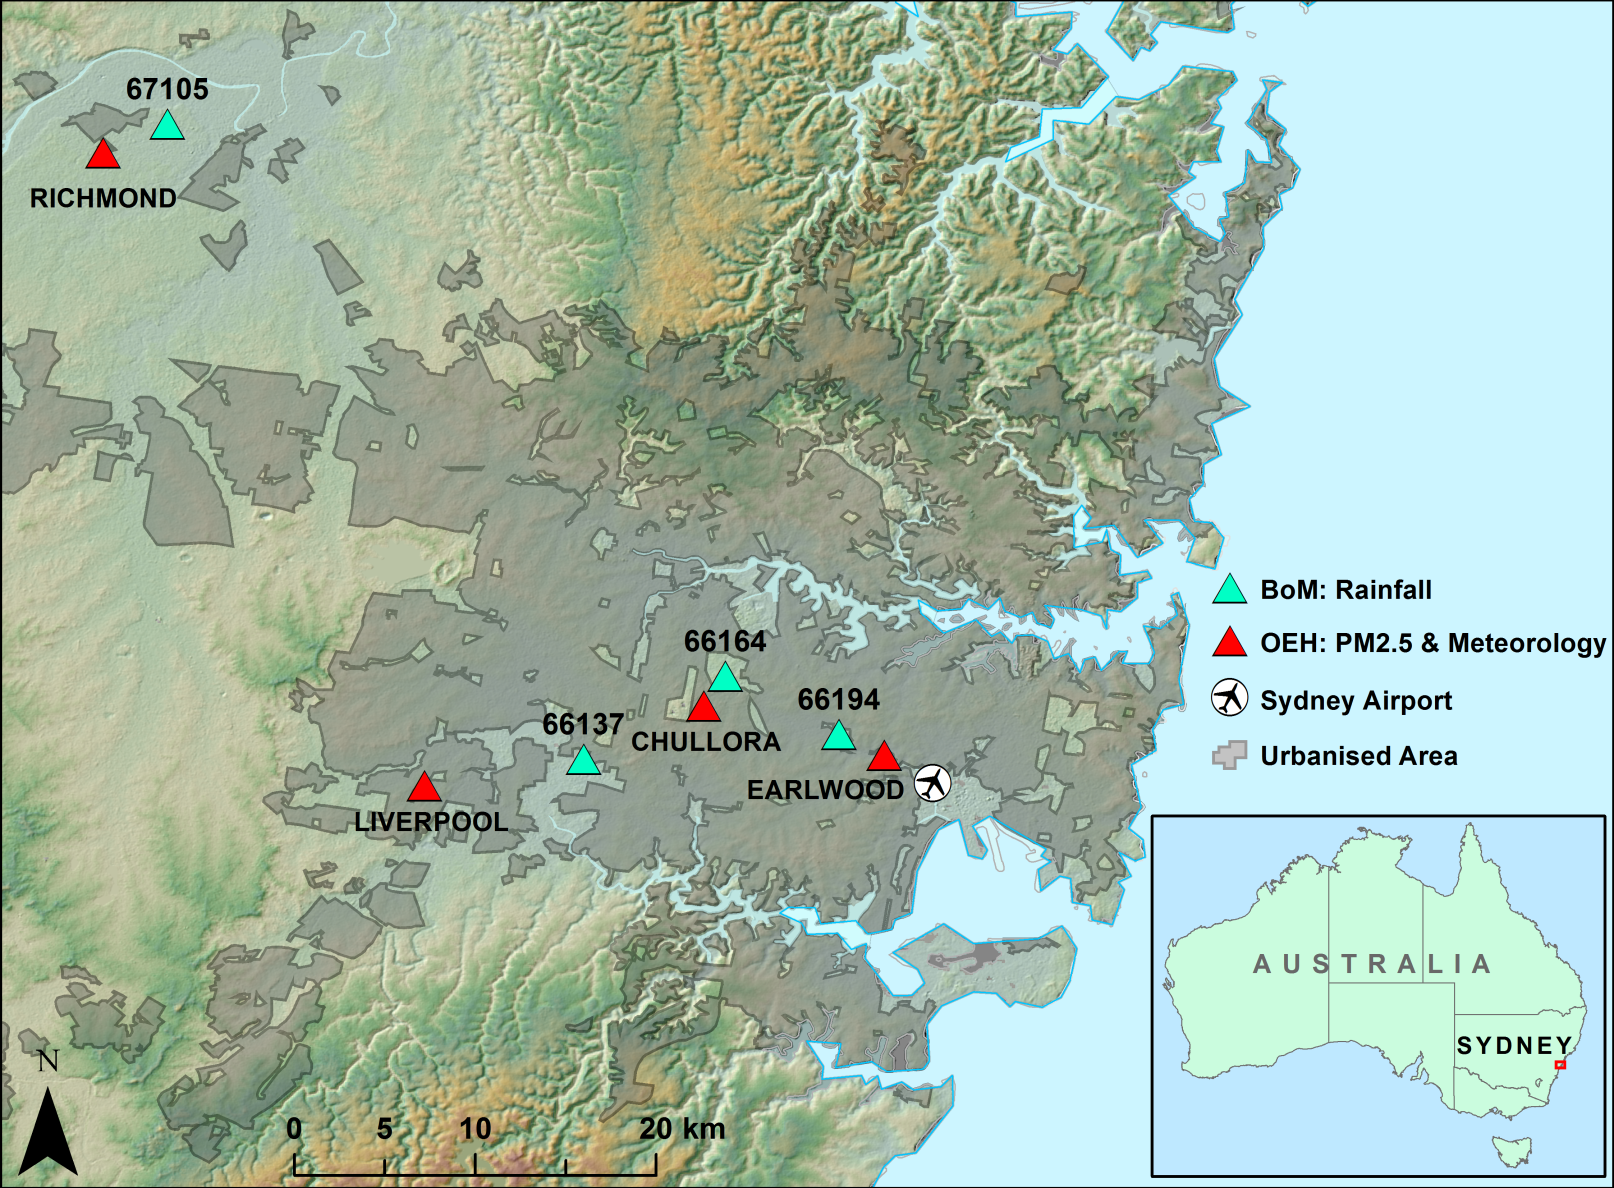 67105
RICHMOND
66164
66194
66137
CHULLORA
EARLWOOD
LIVERPOOL
BoM: Rainfall
OEH: PM2.5 & Meteorology
Sydney Airport
Urbanised Area
AUSTRALIA
SYDNEY
N
0 5 10 20 km